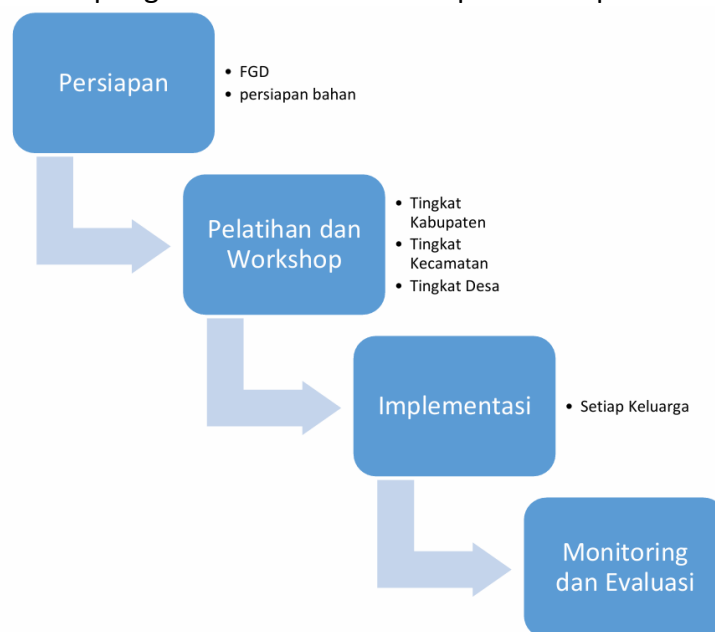 Persiapan
• FGD
• persiapan bahan
Pelatihan dan
Workshop
• Tingkat
Kabupaten
• Tingkat
Kecamatan
• Tingkat Desa
Implementasi
• Setiap Keluarga
Monitoring
dan Evaluasi